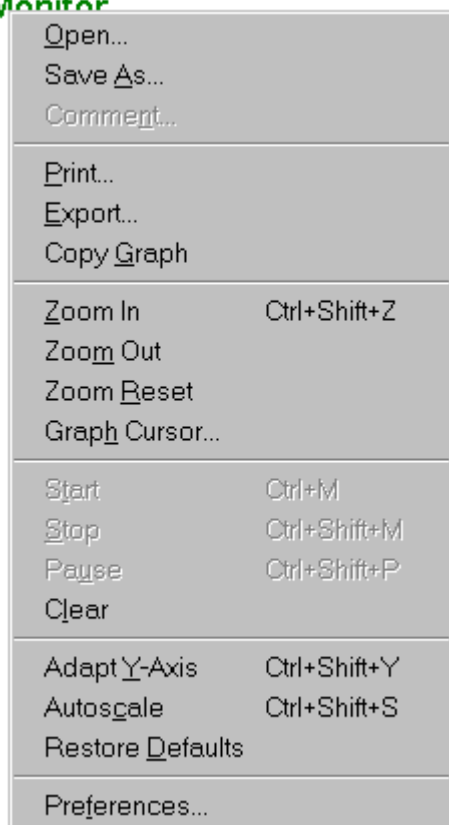 Monitor
Open...
Save As...
Comment...
Print...
Export...
Copy Graph
Zoom In Ctrl+Shift+Z
Zoom Out
Zoom Reset
Graph Cursor...
Start Ctrl+M
Stop Ctrl+Shift+M
Pause Ctrl+Shift+P
Clear
Adapt Y-Axis Ctrl+Shift+Y
Autoscale Ctrl+Shift+S
Restore Defaults
Preferences...